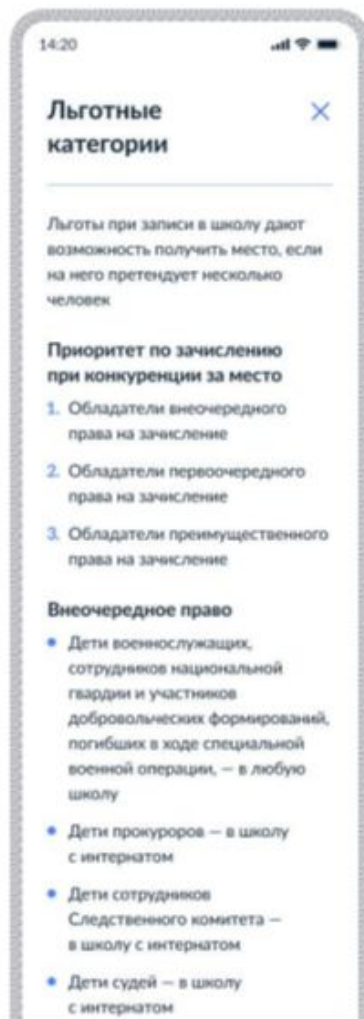 14:20
Льготные
категории
Льготы при записи в школу дают
возможность получить место, если
на него претендует несколько
человек
Приоритет по зачислению
при конкуренции за место
1. Обладатели внеочередного
права на зачисление
2. Обладатели первоочередного
права на зачисление
3. Обладатели преимущественного
права на зачисление
Внеочередное право
• Дети военнослужащих,
сотрудников национальной
гвардии и участников
добровольческих формирований,
погибших в ходе специальной
военной операции, — в любую
школу
• Дети прокуроров — в школу
с интернатом
• Дети сотрудников
Следственного комитета —
в школу с интернатом
• Дети судей — в школу
с интернатом